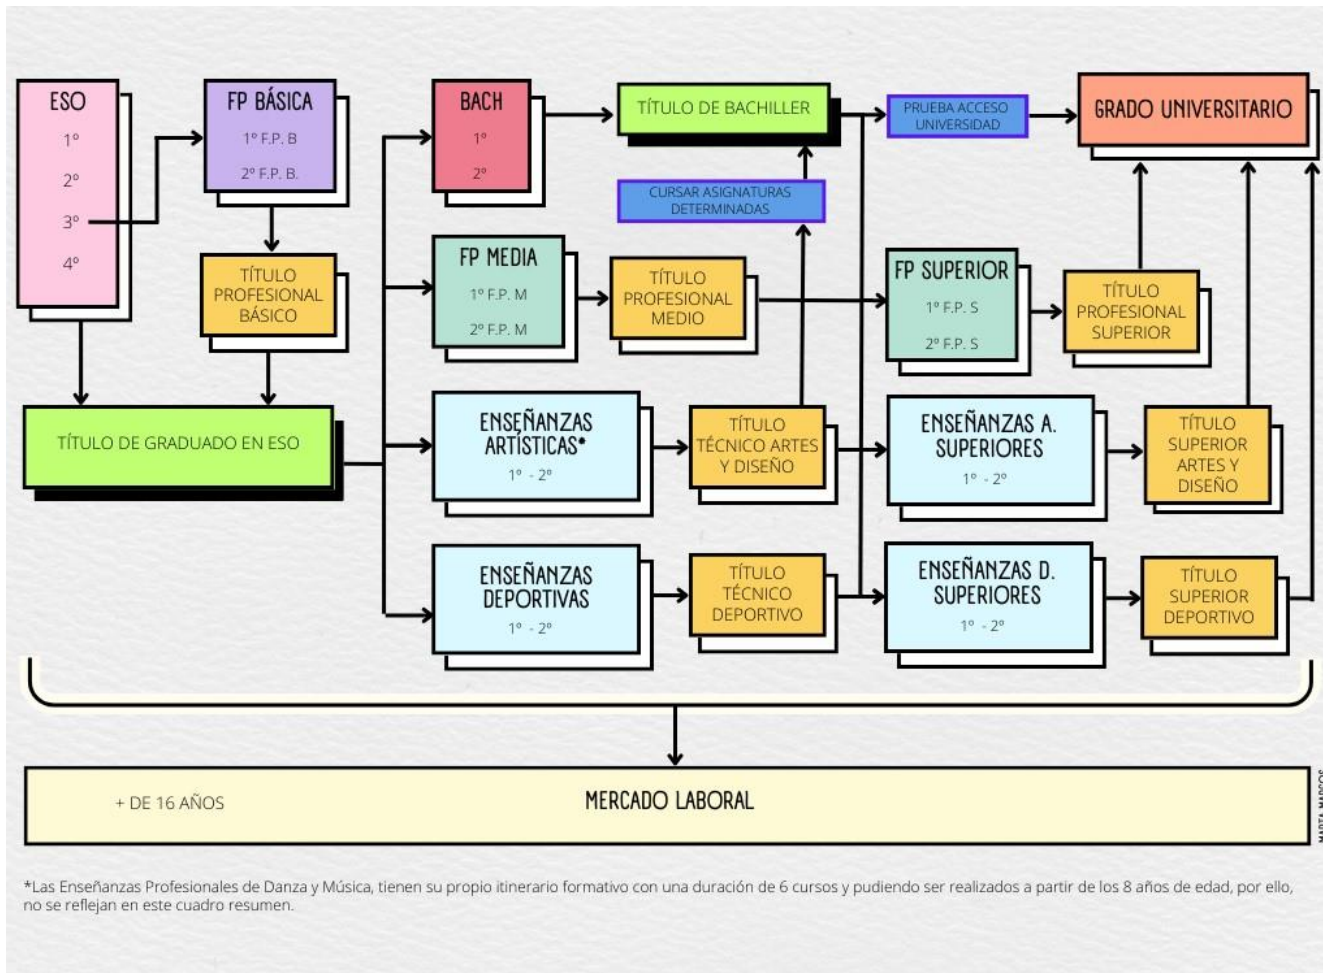 ESO
1º
2º
3º
4º
FP BÁSICA
1º F.P. B
2º F.P. B.
TÍTULO
PROFESIONAL
BÁSICO
TÍTULO DE GRADUADO EN ESO
BACH
1º
2º
TÍTULO DE BACHILLER
CURSAR ASIGNATURAS
DETERMINADAS
PRUEBA ACCESO
UNIVERSIDAD
GRADO UNIVERSITARIO
FP MEDIA
1º F.P. M
2º F.P. M
TÍTULO
PROFESIONAL
MEDIO
FP SUPERIOR
1º F.P. S
2º F.P. S
TÍTULO
PROFESIONAL
SUPERIOR
ENSEÑANZAS
ARTÍSTICAS*
1º - 2º
TÍTULO
TÉCNICO ARTES
Y DISEÑO
ENSEÑANZAS A.
SUPERIORES
1º - 2º
TÍTULO
SUPERIOR
ARTES Y
DISEÑO
ENSEÑANZAS
DEPORTIVAS
1º - 2º
TÍTULO
TÉCNICO
DEPORTIVO
ENSEÑANZAS D.
SUPERIORES
1º - 2º
TÍTULO
SUPERIOR
DEPORTIVO
+ DE 16 AÑOS
MERCADO LABORAL
MARTA MARCOS
*Las Enseñanzas Profesionales de Danza y Música, tienen su propio itinerario formativo con una duración de 6 cursos y pudiendo ser realizados a partir de los 8 años de edad, por ello,
no se reflejan en este cuadro resumen.